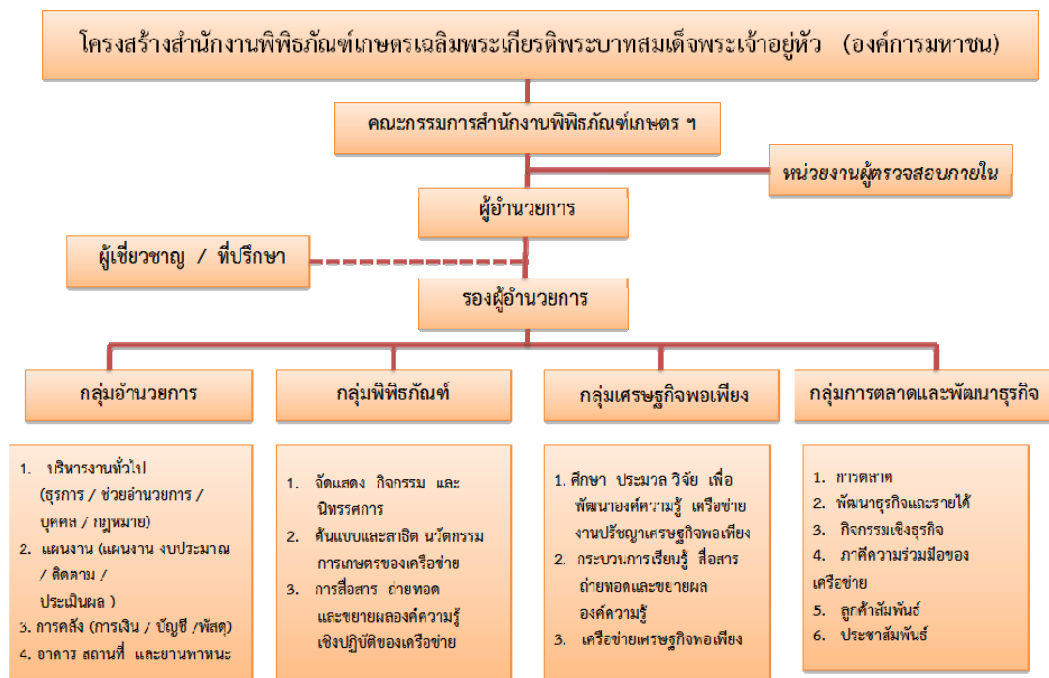 โครงสร้างสำนักงานพิพิธภัณฑ์เกษตรเฉลิมพระเกียรติพระบาทสมเด็จพระเจ้าอยู่หัว (องค์การมหาชน)
คณะกรรมการสำนักงานพิพิธภัณฑ์เกษตร ฯ
หน่วยงานผู้ตรวจสอบภายใน
ผู้อำนวยการ
ผู้เชี่ยวชาญ / ที่ปรึกษา
รองผู้อำนวยการ
กลุ่มอำนวยการ
1. บริหารงานทั่วไป
(ธุรการ / ช่วยอำนวยการ /
บุคคล / กฎหมาย)
2. แผนงาน (แผนงาน งบประมาณ
/ ติดตาม /
ประเมินผล )
3. การคลัง (การเงิน / บัญชี /พัสดุ)
4. อาคาร สถานที่ และยานพาหนะ
กลุ่มพิพิธภัณฑ์
1. จัดแสดง กิจกรรม และ
นิทรรศการ
2. ต้นแบบและสาธิต นวัตกรรม
การเกษตรของเครือข่าย
3. การสื่อสาร ถ่ายทอด
และขยายผลองค์ความรู้
เชิงปฏิบัติของเครือข่าย
กลุ่มเศรษฐกิจพอเพียง
1. ศึกษา ประมวล วิจัย เพื่อ
พัฒนาองค์ความรู้ เครือข่าย
งานปรัชญาเศรษฐกิจพอเพียง
2. กระบวนการเรียนรู้ สื่อสาร
ถ่ายทอดและขยายผล
องค์ความรู้
3. เครือข่ายเศรษฐกิจพอเพียง
กลุ่มการตลาดและพัฒนาธุรกิจ
1. การตลาด
2. พัฒนาธุรกิจและรายได้
3. กิจกรรมเชิงธุรกิจ
4. ภาคีความร่วมมือของ
เครือข่าย
5. ลูกค้าสัมพันธ์
6. ประชาสัมพันธ์